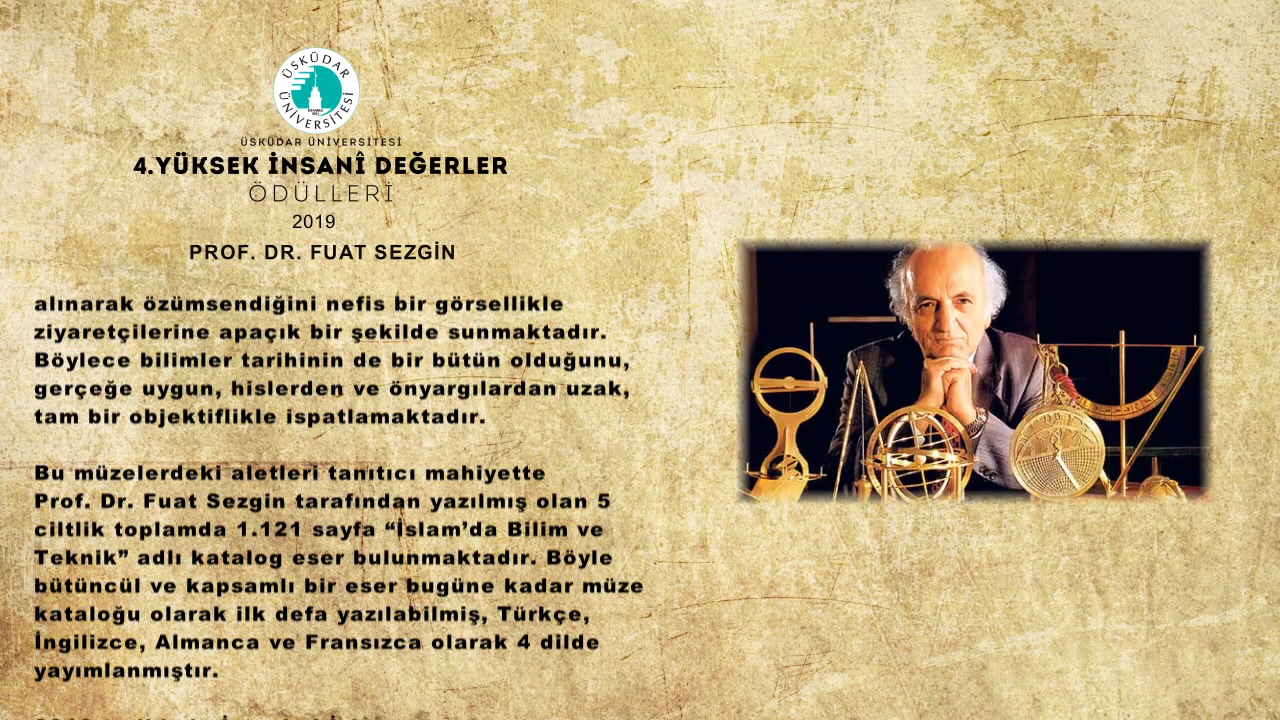 ÜSKÜDAR
ÜNİVERSİTESİ
İSTANBUL
2011
ÜSKÜDAR ÜNİVERSİTESİ
4.YÜKSEK İNSANÎ DEĞERLER
ÖDÜLLERİ
2019
PROF. DR. FUAT SEZGİN
alınarak özümsendiğini nefis bir görsellikle
ziyaretçilerine apaçık bir şekilde sunmaktadır.
Böylece bilimler tarihinin de bir bütün olduğunu,
gerçeğe uygun, hislerden ve önyargılardan uzak,
tam bir objektiflikle ispatlamaktadır.
Bu müzelerdeki aletleri tanıtıcı mahiyette
Prof. Dr. Fuat Sezgin tarafından yazılmış olan 5
ciltlik toplamda 1.121 sayfa “İslam’da Bilim ve
Teknik” adlı katalog eser bulunmaktadır. Böyle
bütüncül ve kapsamlı bir eser bugüne kadar müze
kataloğu olarak ilk defa yazılabilmiş, Türkçe,
İngilizce, Almanca ve Fransızca olarak 4 dilde
yayımlanmıştır.